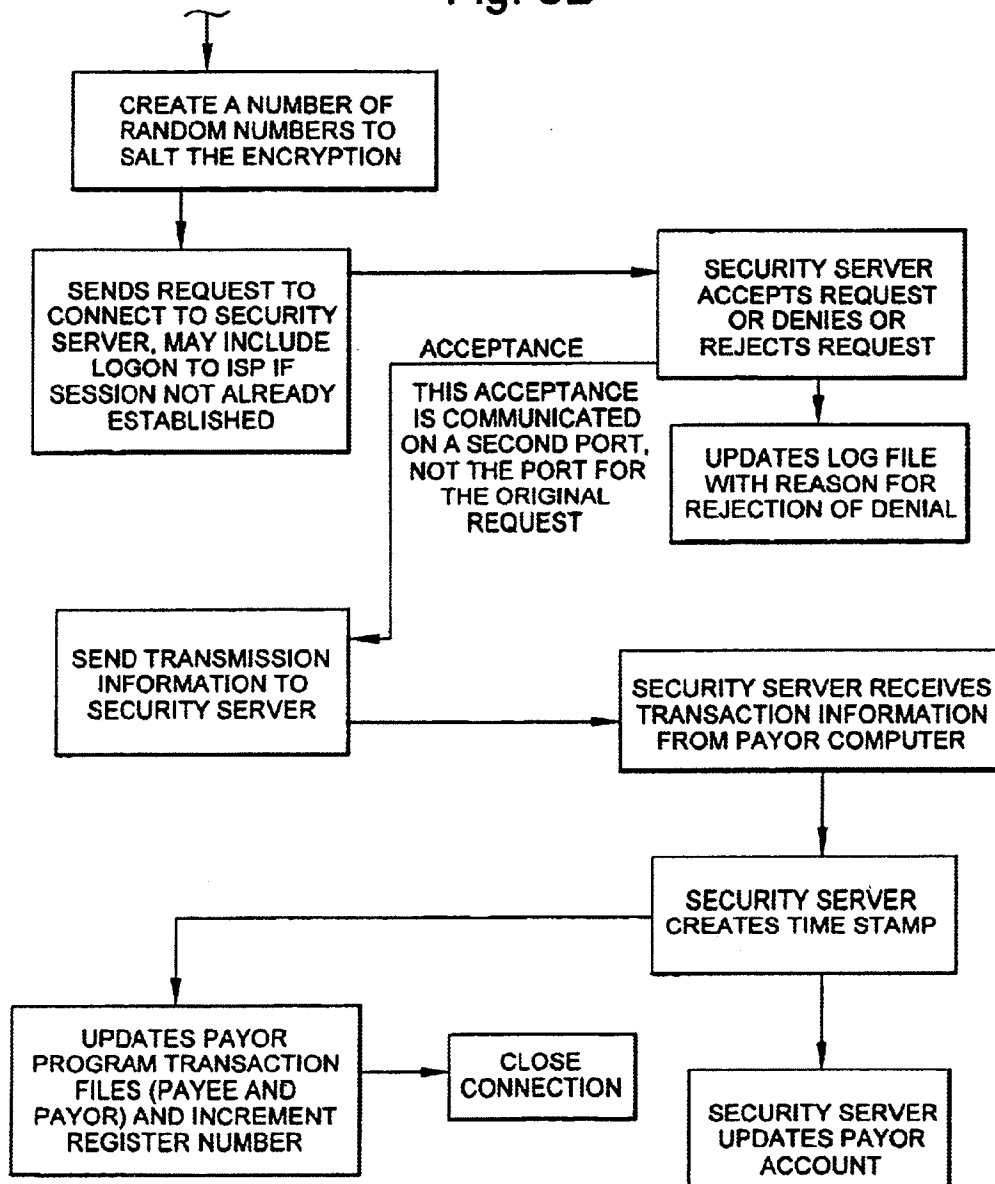 CREATE A NUMBER OF
RANDOM NUMBERS TO
SALT THE ENCRYPTION
SENDS REQUEST TO
CONNECT TO SECURITY
SERVER, MAY INCLUDE
LOGON TO ISP IF
SESSION NOT ALREADY
ESTABLISHED
SECURITY SERVER
ACCEPTS REQUEST
OR DENIES OR
REJECTS REQUEST
ACCEPTANCE
THIS ACCEPTANCE
IS COMMUNICATED
ON A SECOND PORT,
NOT THE PORT FOR
THE ORIGINAL
REQUEST
UPDATES LOG FILE
WITH REASON FOR
REJECTION OF DENIAL
SEND TRANSMISSION
INFORMATION TO
SECURITY SERVER
SECURITY SERVER RECEIVES
TRANSACTION INFORMATION
FROM PAYOR COMPUTER
SECURITY SERVER
CREATES TIME STAMP
UPDATES PAYOR
PROGRAM TRANSACTION
FILES (PAYEE AND
PAYOR) AND INCREMENT
REGISTER NUMBER
CLOSE
CONNECTION
SECURITY SERVER
UPDATES PAYOR
ACCOUNT